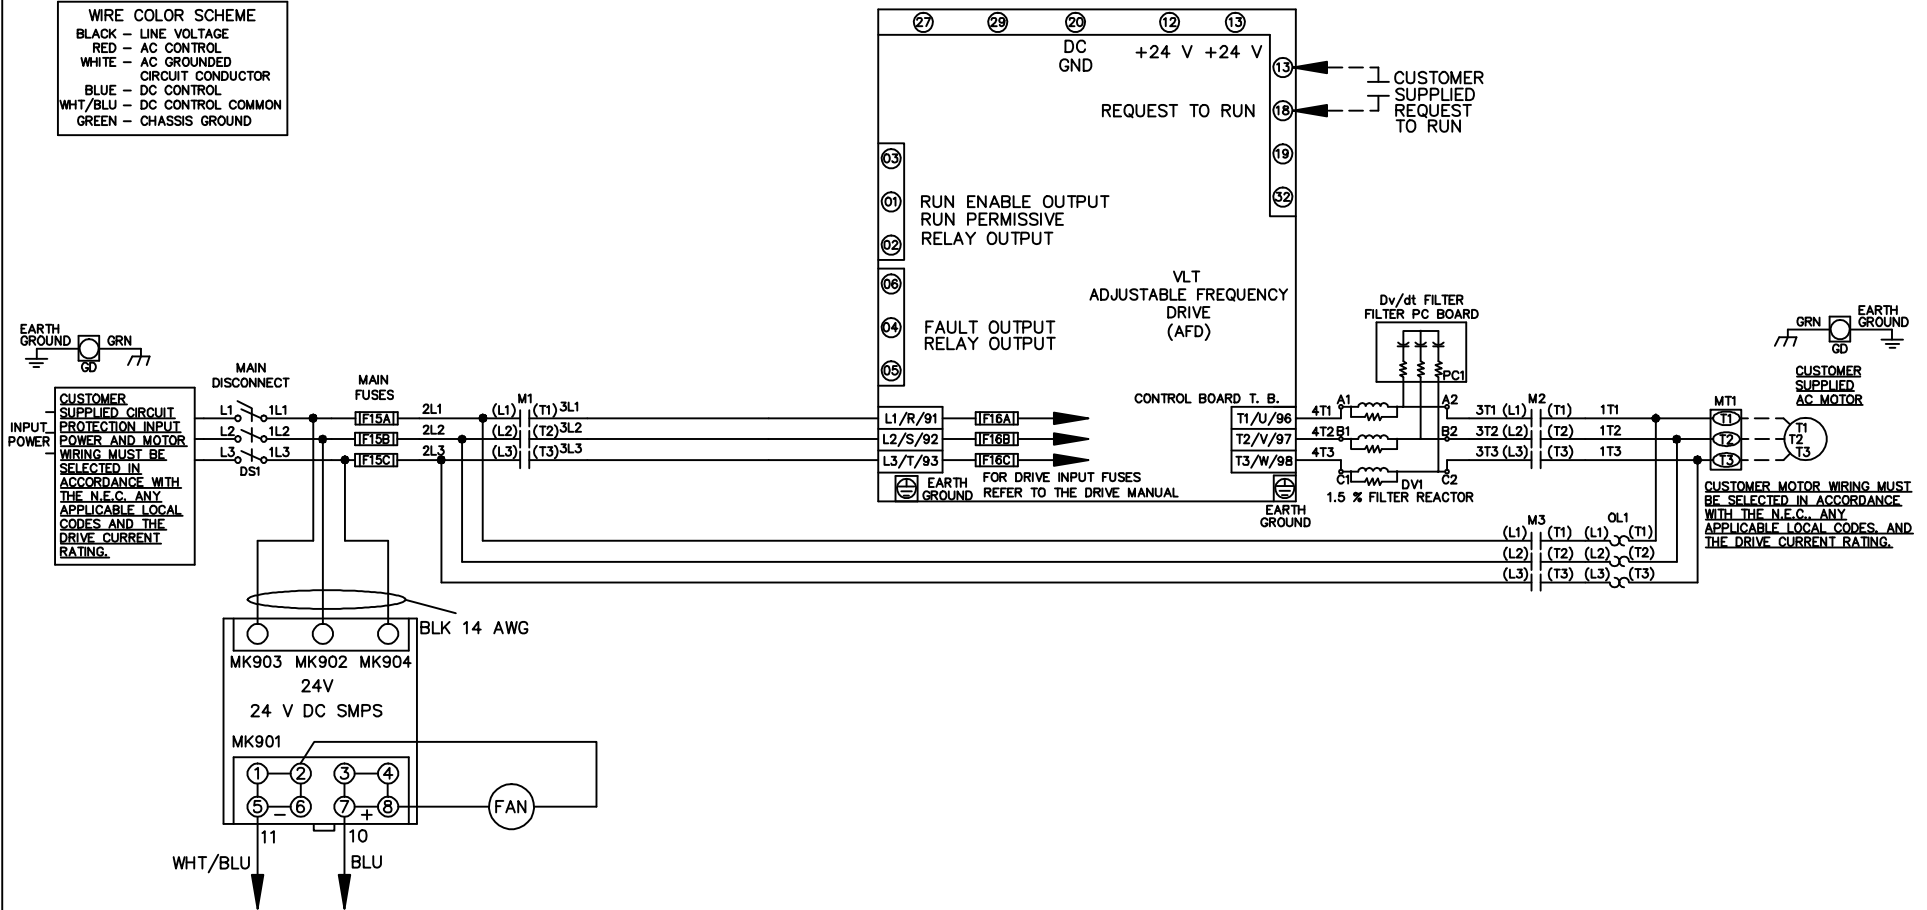 WIRE COLOR SCHEME
BLACK – LINE VOLTAGE
RED – AC CONTROL
WHITE – AC GROUNDED
CIRCUIT CONDUCTOR
BLUE – DC CONTROL
WHT/BLU – DC CONTROL COMMON
GREEN – CHASSIS GROUND
27 29 20 12 13
DC
GND
+24 V +24 V
13
18
19
32
REQUEST TO RUN
CUSTOMER
SUPPLIED
REQUEST
TO RUN
03
01
02
RUN ENABLE OUTPUT
RUN PERMISSIVE
RELAY OUTPUT
06
04
05
FAULT OUTPUT
RELAY OUTPUT
VLT
ADJUSTABLE FREQUENCY
DRIVE
(AFD)
CONTROL BOARD T. B.
L1/R/91 F16A T1/U/96
L2/S/92 F16B T2/V/97
L3/T/93 F16C T3/W/98
EARTH
GROUND
FOR DRIVE INPUT FUSES
REFER TO THE DRIVE MANUAL
EARTH
GROUND
EARTH
GROUND
GRN
GD
INPUT
POWER
CUSTOMER
SUPPLIED CIRCUIT
PROTECTION INPUT
POWER AND MOTOR
WIRING MUST BE
SELECTED IN
ACCORDANCE WITH
THE N.E.C. ANY
APPLICABLE LOCAL
CODES AND THE
DRIVE CURRENT
RATING.
MAIN
DISCONNECT
L1 1L1
L2 1L2
L3 1L3
DS1
MAIN
FUSES
F15A 2L1
F15B 2L2
F15C 2L3
M1
(L1) (T1) 3L1
(L2) (T2) 3L2
(L3) (T3) 3L3
Dv/dt FILTER
FILTER PC BOARD
PC1
4T1 A1 A2
4T2 B1 B2
4T3 C1 C2
DV1
1.5 % FILTER REACTOR
M2
3T1 (L1) (T1) 1T1
3T2 (L2) (T2) 1T2
3T3 (L3) (T3) 1T3
M3 OL1
(L1) (T1) (L1) (T1)
(L2) (T2) (L2) (T2)
(L3) (T3) (L3) (T3)
MT1
T1
T2
T3
T1
T2
T3
GRN
GD
EARTH
GROUND
CUSTOMER
SUPPLIED
AC MOTOR
CUSTOMER MOTOR WIRING MUST
BE SELECTED IN ACCORDANCE
WITH THE N.E.C., ANY
APPLICABLE LOCAL CODES, AND
THE DRIVE CURRENT RATING.
BLK 14 AWG
MK903 MK902 MK904
24V
24 V DC SMPS
MK901
1 2 3 4
5 6 7 8
– +
FAN
11 10
WHT/BLU BLU